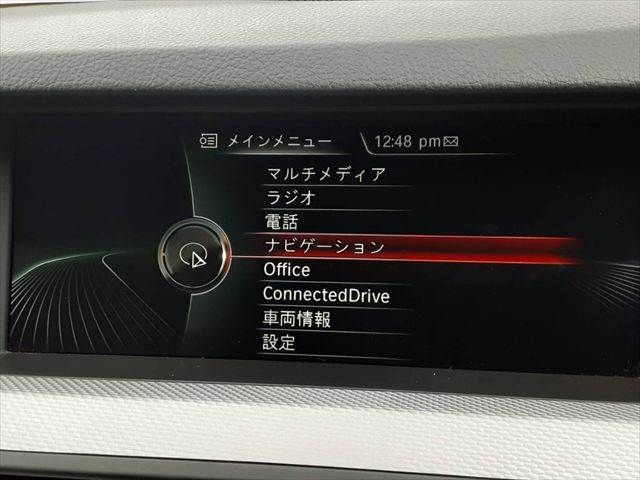 メインメニュー 12:48 pm
マルチメディア
ラジオ
電話
ナビゲーション
Office
ConnectedDrive
車両情報
設定